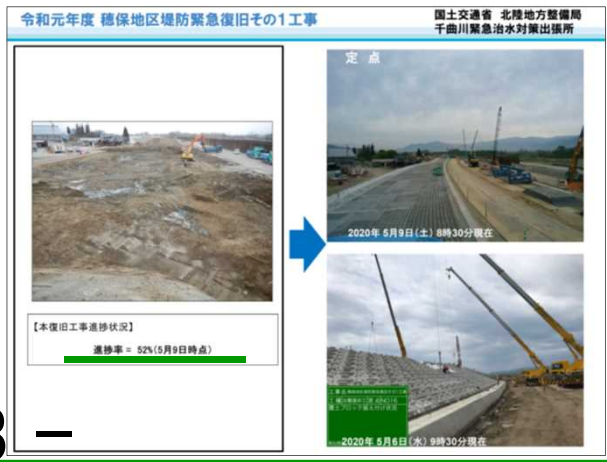 令和元年度 穂保地区堤防緊急復旧その1工事
国土交通省 北陸地方整備局
千曲川緊急治水対策出張所
定 点
2020年 5月9日(土) 8時30分現在
【本復旧工事進捗状況】
進捗率 = 52%(5月9日時点)
2020年 5月6日(水) 9時30分現在